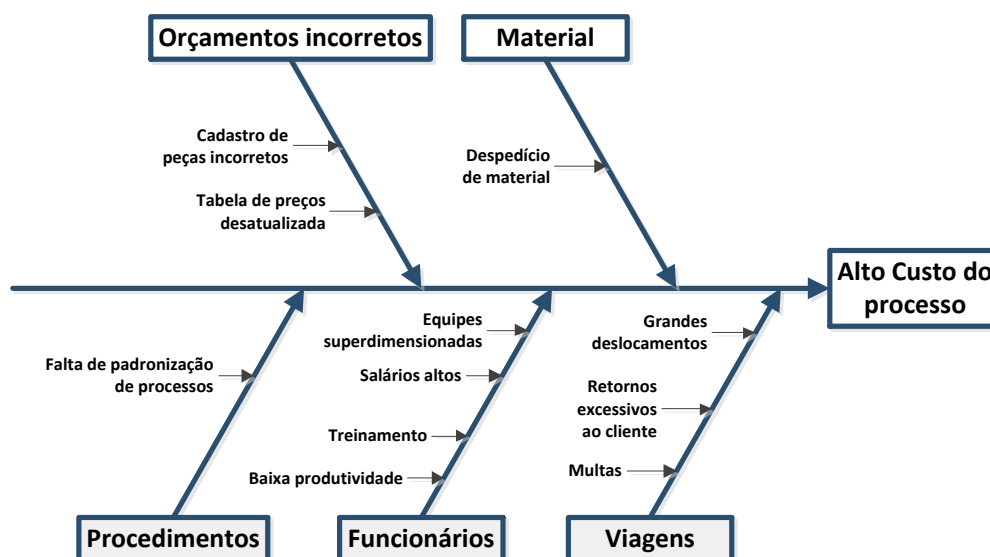 Orçamentos incorretos
Material
Cadastro de
peças incorretos
Despedício
de material
Tabela de preços
desatualizada
Alto Custo do
processo
Equipes
superdimensionadas
Grandes
deslocamentos
Falta de padronização
de processos
Salários altos
Retornos
excessivos
ao cliente
Treinamento
Baixa produtividade
Multas
Procedimentos
Funcionários
Viagens